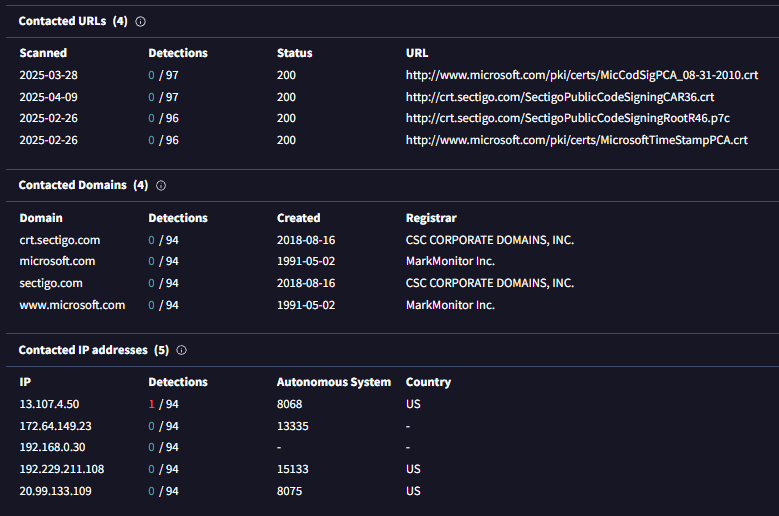 Contacted URLs (4)
Scanned Detections Status URL
2025-03-28 0 / 97 200 http://www.microsoft.com/pki/certs/MicCodSigPCA_08-31-2010.crt
2025-04-09 0 / 97 200 http://crt.sectigo.com/SectigoPublicCodeSigningCAR36.crt
2025-02-26 0 / 96 200 http://crt.sectigo.com/SectigoPublicCodeSigningRootR46.p7c
2025-02-26 0 / 96 200 http://www.microsoft.com/pki/certs/MicrosoftTimeStampPCA.crt
Contacted Domains (4)
Domain Detections Created Registrar
crt.sectigo.com 0 / 94 2018-08-16 CSC CORPORATE DOMAINS, INC.
microsoft.com 0 / 94 1991-05-02 MarkMonitor Inc.
sectigo.com 0 / 94 2018-08-16 CSC CORPORATE DOMAINS, INC.
www.microsoft.com 0 / 94 1991-05-02 MarkMonitor Inc.
Contacted IP addresses (5)
IP Detections Autonomous System Country
13.107.4.50 1 / 94 8068 US
172.64.149.23 0 / 94 13335 -
192.168.0.30 0 / 94 - -
192.229.211.108 0 / 94 15133 US
20.99.133.109 0 / 94 8075 US